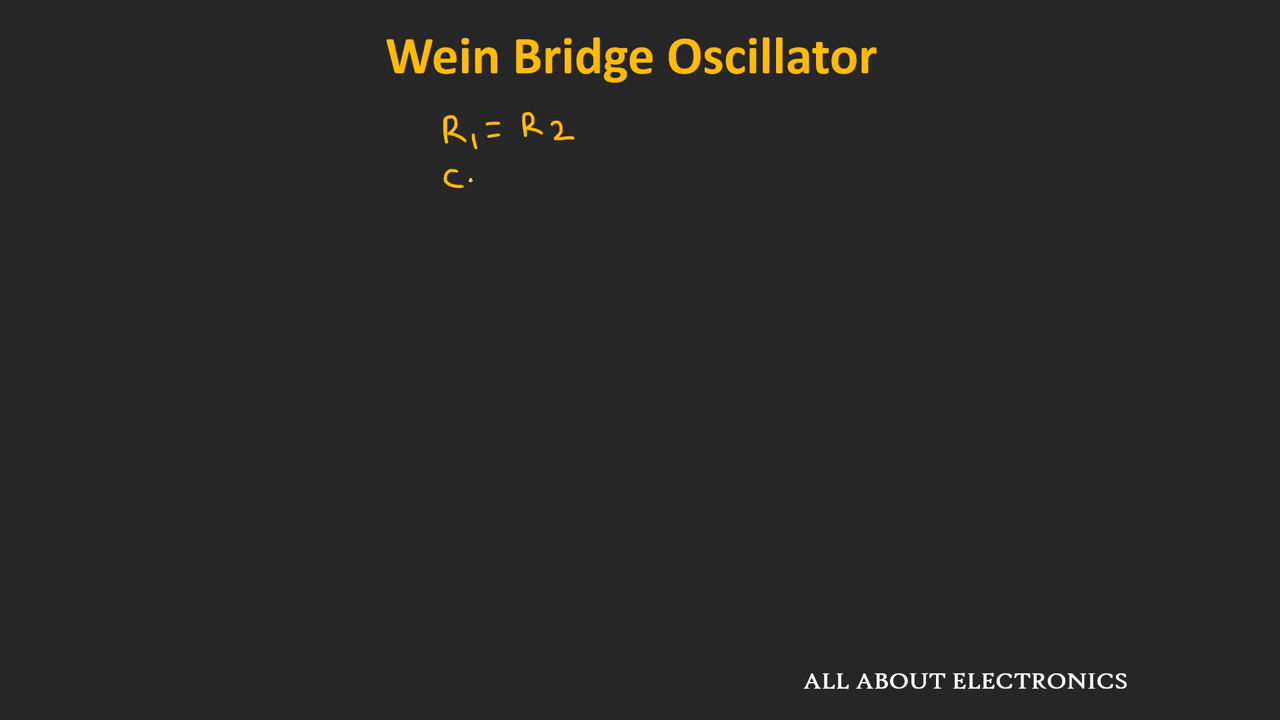 Wein Bridge Oscillator
R₁ = R2
C
ALL ABOUT ELECTRONICS